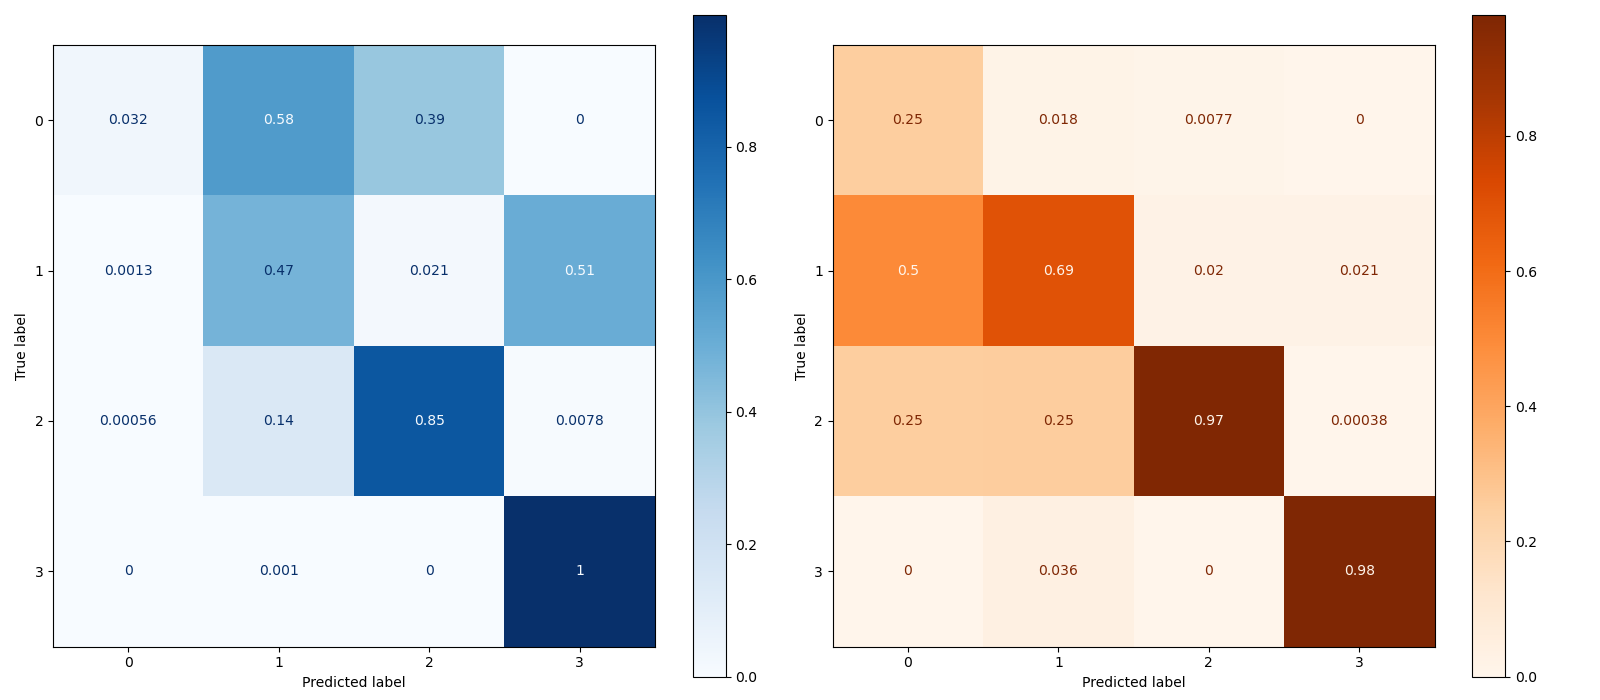 0 0.032 0.58 0.39 0
1 0.0013 0.47 0.021 0.51
2 0.00056 0.14 0.85 0.0078
3 0 0.001 0 1
0 1 2 3
True label
Predicted label
0.8
0.6
0.4
0.2
0.0
0 0.25 0.018 0.0077 0
1 0.5 0.69 0.02 0.021
2 0.25 0.25 0.97 0.00038
3 0 0.036 0 0.98
0 1 2 3
True label
Predicted label
0.8
0.6
0.4
0.2
0.0